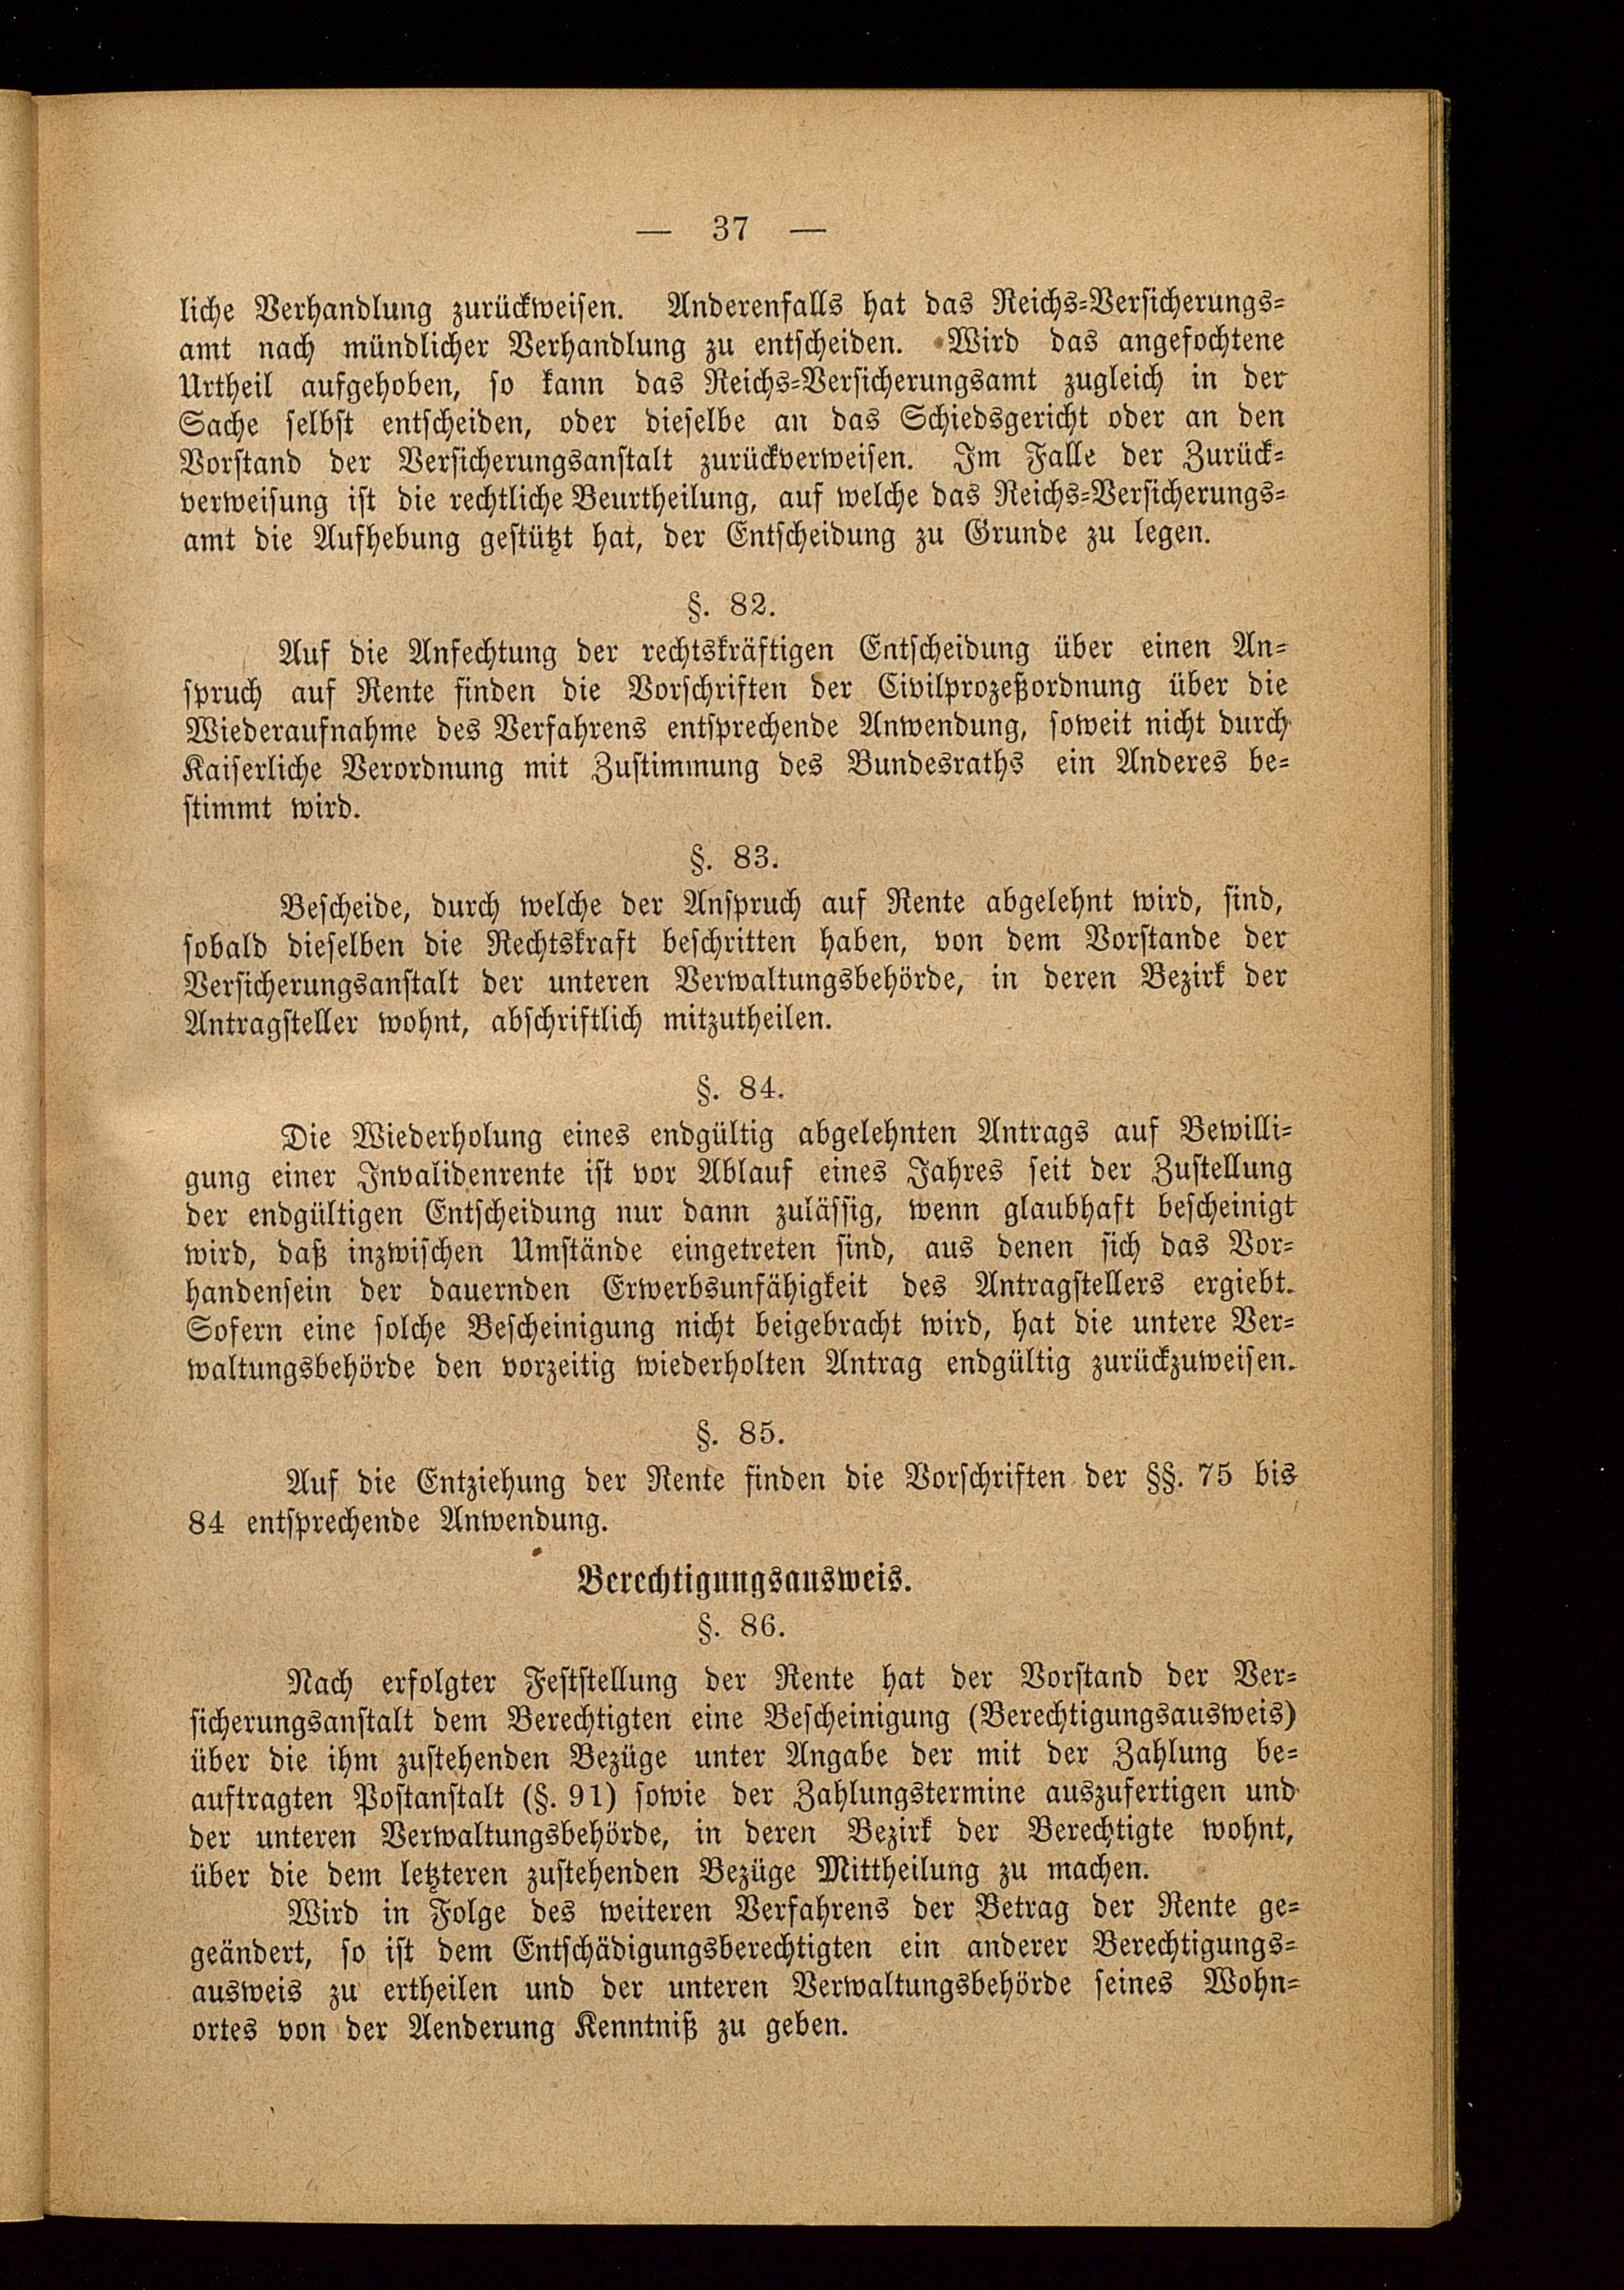 — 37 —
liche Verhandlung zurückweisen. Anderenfalls hat das Reichs-Versicherungs-
amt nach mündlicher Verhandlung zu entscheiden. Wird das angefochtene
Urtheil aufgehoben, so kann das Reichs-Versicherungsamt zugleich in der
Sache selbst entscheiden, oder dieselbe an das Schiedsgericht oder an den
Vorstand der Versicherungsanstalt zurückverweisen. Im Falle der Zurück-
verweisung ist die rechtliche Beurtheilung, auf welche das Reichs-Versicherungs-
amt die Aufhebung gestützt hat, der Entscheidung zu Grunde zu legen.
§. 82.
Auf die Anfechtung der rechtskräftigen Entscheidung über einen An-
spruch auf Rente finden die Vorschriften der Civilprozeßordnung über die
Wiederaufnahme des Verfahrens entsprechende Anwendung, soweit nicht durch
Kaiserliche Verordnung mit Zustimmung des Bundesraths ein Anderes be-
stimmt wird.
§. 83.
Bescheide, durch welche der Anspruch auf Rente abgelehnt wird, sind,
sobald dieselben die Rechtskraft beschritten haben, von dem Vorstande der
Versicherungsanstalt der unteren Verwaltungsbehörde, in deren Bezirk der
Antragsteller wohnt, abschriftlich mitzutheilen.
§. 84.
Die Wiederholung eines endgültig abgelehnten Antrags auf Bewilli-
gung einer Invalidenrente ist vor Ablauf eines Jahres seit der Zustellung
der endgültigen Entscheidung nur dann zulässig, wenn glaubhaft bescheinigt
wird, daß inzwischen Umstände eingetreten sind, aus denen sich das Vor-
handensein der dauernden Erwerbsunfähigkeit des Antragstellers ergiebt.
Sofern eine solche Bescheinigung nicht beigebracht wird, hat die untere Ver-
waltungsbehörde den vorzeitig wiederholten Antrag endgültig zurückzuweisen.
§. 85.
Auf die Entziehung der Rente finden die Vorschriften der §§. 75 bis
84 entsprechende Anwendung.
Berechtigungsausweis.
§. 86.
Nach erfolgter Feststellung der Rente hat der Vorstand der Ver-
sicherungsanstalt dem Berechtigten eine Bescheinigung (Berechtigungsausweis)
über die ihm zustehenden Bezüge unter Angabe der mit der Zahlung be-
auftragten Postanstalt (§. 91) sowie der Zahlungstermine auszufertigen und
der unteren Verwaltungsbehörde, in deren Bezirk der Berechtigte wohnt,
über die dem letzteren zustehenden Bezüge Mittheilung zu machen.
Wird in Folge des weiteren Verfahrens der Betrag der Rente ge-
geändert, so ist dem Entschädigungsberechtigten ein anderer Berechtigungs-
ausweis zu ertheilen und der unteren Verwaltungsbehörde seines Wohn-
ortes von der Aenderung Kenntniß zu geben.